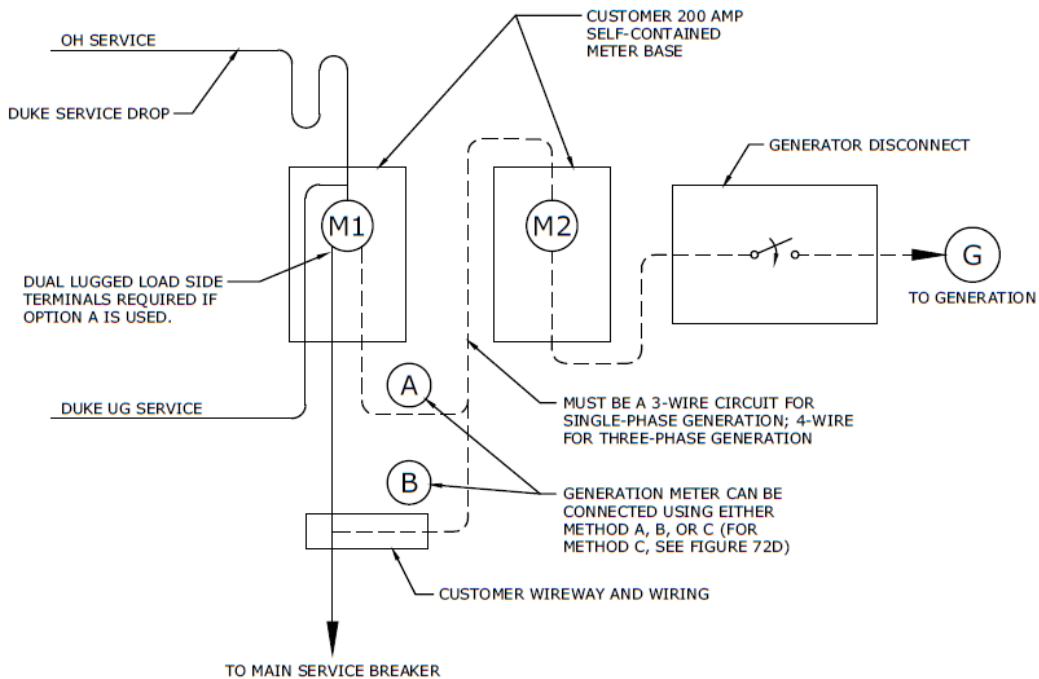 CUSTOMER 200 AMP
SELF-CONTAINED
METER BASE
OH SERVICE
DUKE SERVICE DROP
GENERATOR DISCONNECT
M1
M2
G
TO GENERATION
DUAL LUGGED LOAD SIDE
TERMINALS REQUIRED IF
OPTION A IS USED.
A
DUKE UG SERVICE
MUST BE A 3-WIRE CIRCUIT FOR
SINGLE-PHASE GENERATION; 4-WIRE
FOR THREE-PHASE GENERATION
B
GENERATION METER CAN BE
CONNECTED USING EITHER
METHOD A, B, OR C (FOR
METHOD C, SEE FIGURE 72D)
CUSTOMER WIREWAY AND WIRING
TO MAIN SERVICE BREAKER